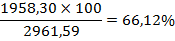 1958,30 × 100
2961,59
= 66,12%